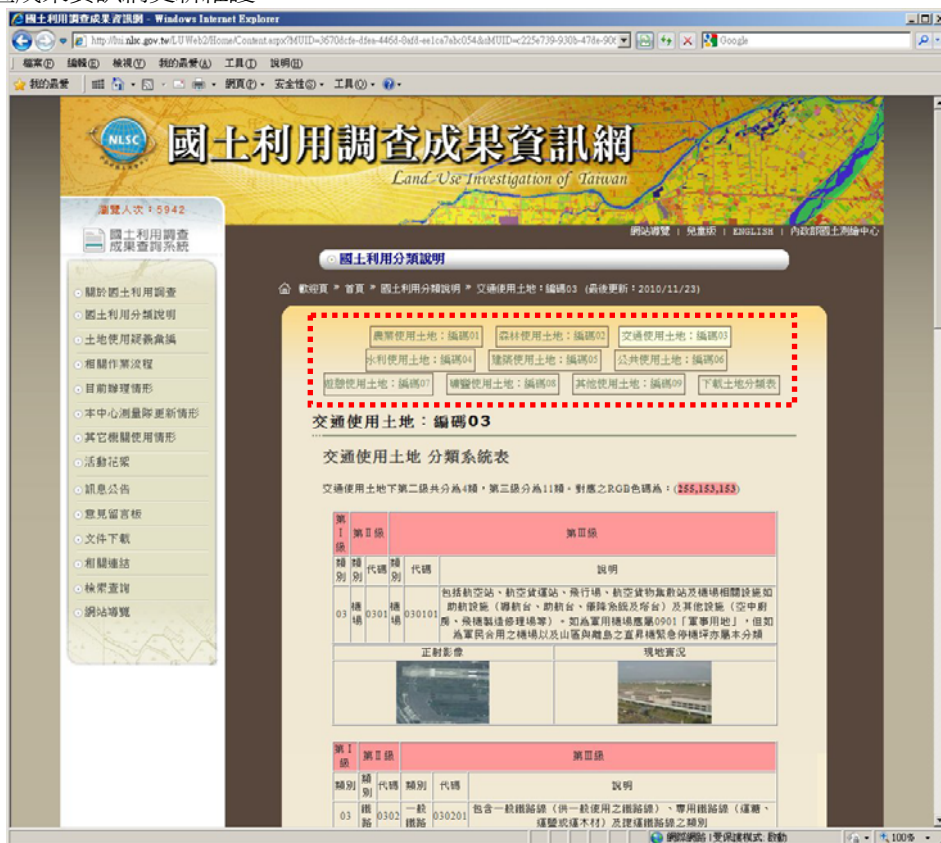 國土利用調查成果資訊網 - Windows Internet Explorer
Google
檔案(F) 編輯(E) 檢視(V) 我的最愛(A) 工具(T) 說明(H)
我的最愛
網頁(P) 安全性(S) 工具(O)
NLSC
國土利用調查成果資訊網
Land Use Investigation of Taiwan
瀏覽人次：5942
網站導覽 | 兒童版 | ENGLISH | 內政部國土測繪中心
國土利用調查
成果查詢系統
國土利用分類說明
歡迎頁 » 首頁 » 國土利用分類說明 » 交通使用土地：編碼03 (最後更新：2010/11/23)
關於國土利用調查
國土利用分類說明
土地使用疑義彙編
相關作業流程
目前辦理情形
本中心測量隊更新情形
其它機關使用情形
活動花絮
訊息公告
意見留言板
文件下載
相關連結
檢索查詢
網站導覽
農業使用土地：編碼01 森林使用土地：編碼02 交通使用土地：編碼03
水利使用土地：編碼04 建築使用土地：編碼05 公共使用土地：編碼06
遊憩使用土地：編碼07 礦鹽使用土地：編碼08 其他使用土地：編碼09 下載土地分類表
交通使用土地：編碼03
交通使用土地 分類系統表
交通使用土地下第二級共分為4類，第三級分為11類。對應之RGB色碼為：(255,153,153)
第Ⅰ級 第Ⅱ級 第Ⅲ級
類別 類別 代碼 類別 代碼 說明
03 機場 0301 機場 030101 包括航空站、航空貨運站、飛行場、航空貨物集散站及機場相關設施如
助航設施（導航台、助航台、儀降系統及塔台）及其他設施（空中廚
房、飛機製造修理場等）。如為軍用機場應屬0901「軍事用地」，但如
為軍民合用之機場以及山區與離島之直昇機緊急停機坪亦屬本分類
正射影像 現地實況
第Ⅰ級 第Ⅱ級 第Ⅲ級
類別 類別 代碼 類別 代碼 說明
03 鐵路 0302 一般鐵路 030201 包含一般鐵路線（供一般使用之鐵路線）、專用鐵路線（運糖、
運鹽或運木材）及捷運鐵路線之類別
網際網路 | 受保護模式: 啟動
100%